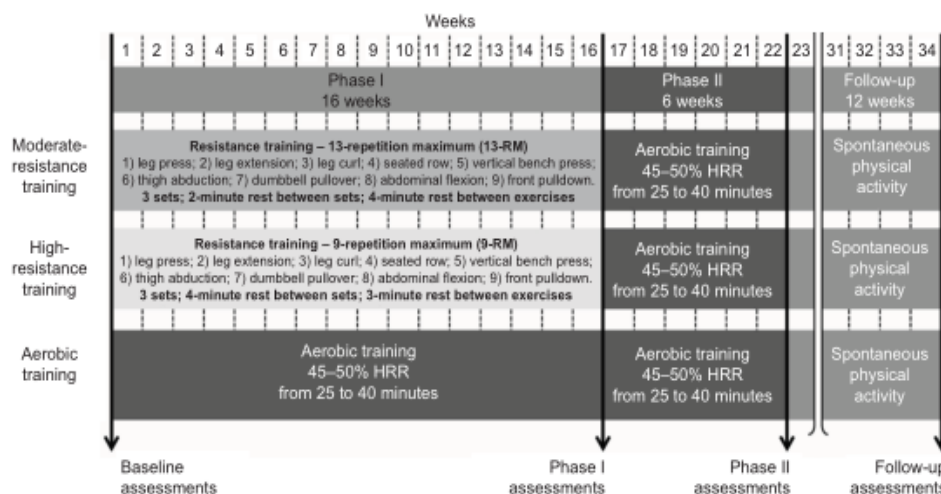 Weeks
1 2 3 4 5 6 7 8 9 10 11 12 13 14 15 16 17 18 19 20 21 22 23 31 32 33 34
Phase I
16 weeks
Phase II
6 weeks
Follow-up
12 weeks
Moderate-
resistance
training
Resistance training – 13-repetition maximum (13-RM)
1) leg press; 2) leg extension; 3) leg curl; 4) seated row; 5) vertical bench press;
6) thigh abduction; 7) dumbbell pullover; 8) abdominal flexion; 9) front pulldown.
3 sets; 2-minute rest between sets; 4-minute rest between exercises
Aerobic training
45–50% HRR
from 25 to 40 minutes
Spontaneous
physical
activity
High-
resistance
training
Resistance training – 9-repetition maximum (9-RM)
1) leg press; 2) leg extension; 3) leg curl; 4) seated row; 5) vertical bench press;
6) thigh abduction; 7) dumbbell pullover; 8) abdominal flexion; 9) front pulldown.
3 sets; 4-minute rest between sets; 3-minute rest between exercises
Aerobic training
45–50% HRR
from 25 to 40 minutes
Spontaneous
physical
activity
Aerobic
training
Aerobic training
45–50% HRR
from 25 to 40 minutes
Aerobic training
45–50% HRR
from 25 to 40 minutes
Spontaneous
physical
activity
Baseline
assessments
Phase I
assessments
Phase II
assessments
Follow-up
assessments